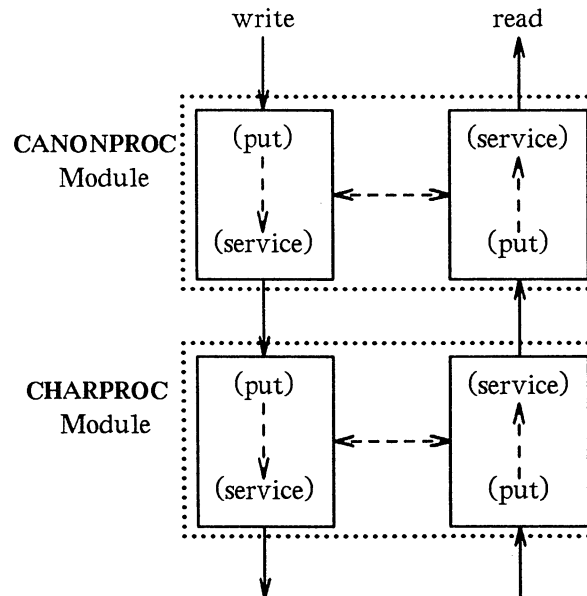 write read
CANONPROC
Module
(put) (service)
(service) (put)
CHARPROC
Module
(put) (service)
(service) (put)